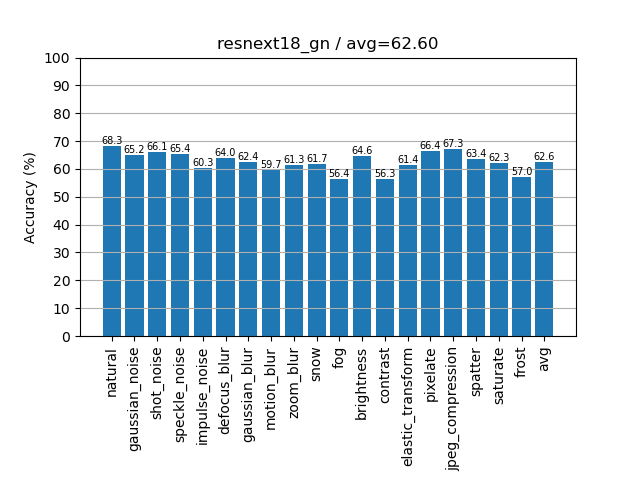 resnext18_gn / avg=62.60
Accuracy (%)
100
90
80
70
60
50
40
30
20
10
0
68.3 65.2 66.1 65.4 60.3 64.0 62.4 59.7 61.3 61.7 56.4 64.6 56.3 61.4 66.4 67.3 63.4 62.3 57.0 62.6
natural
gaussian_noise
shot_noise
speckle_noise
impulse_noise
defocus_blur
gaussian_blur
motion_blur
zoom_blur
snow
fog
brightness
contrast
elastic_transform
pixelate
jpeg_compression
spatter
saturate
frost
avg